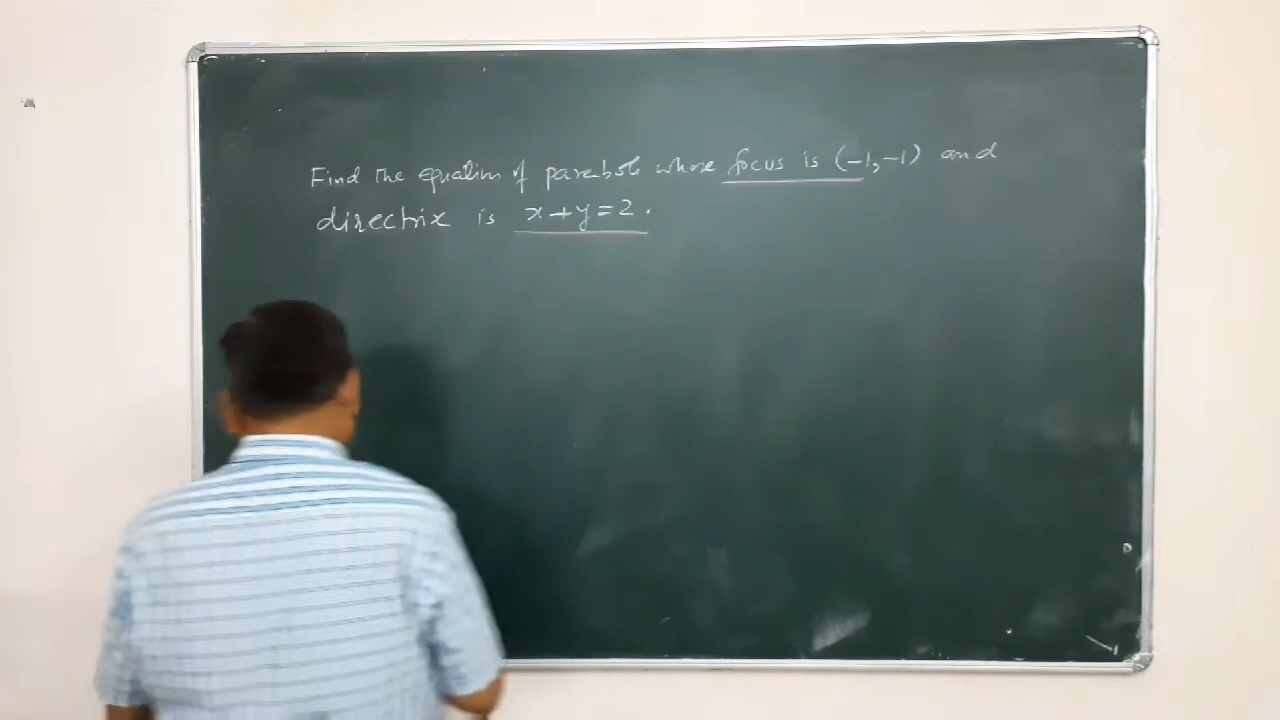 Find the equation of parabola whose focus is (-1,-1) and
directrix is x+y=2.